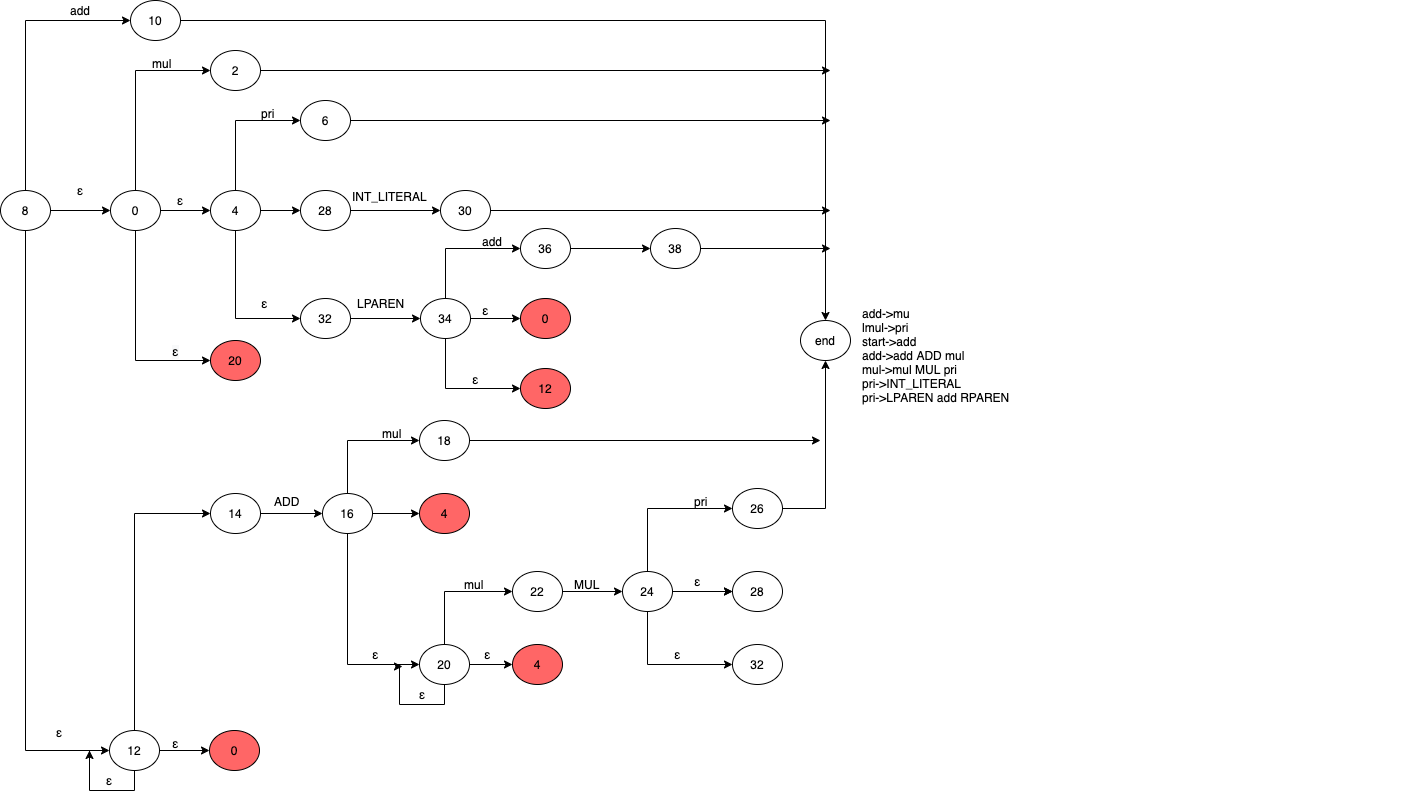 add
10
mul
2
pri
6
8
ε
0
ε
4
28
INT_LITERAL
30
add
36
38
ε
32
LPAREN
34
ε
0
ε
20
ε
12
end
add->mu
lmul->pri
start->add
add->add ADD mul
mul->mul MUL pri
pri->INT_LITERAL
pri->LPAREN add RPAREN
mul
18
14
ADD
16
4
pri
26
mul
22
MUL
24
ε
28
ε
20
ε
4
ε
32
ε
ε
12
ε
0
ε